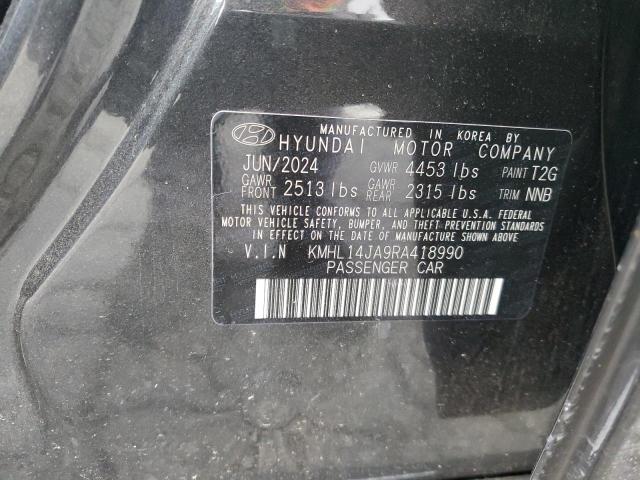 MANUFACTURED IN KOREA BY
HYUNDAI MOTOR COMPANY
JUN/2024 GVWR 4453 lbs PAINT T2G
GAWR FRONT 2513 lbs GAWR REAR 2315 lbs TRIM NNB
THIS VEHICLE CONFORMS TO ALL APPLICABLE U.S.A. FEDERAL
MOTOR VEHICLE SAFETY, BUMPER, AND THEFT PREVENTION STANDARDS
IN EFFECT ON THE DATE OF MANUFACTURE SHOWN ABOVE.
V.I.N KMHL14JA9RA418990
PASSENGER CAR